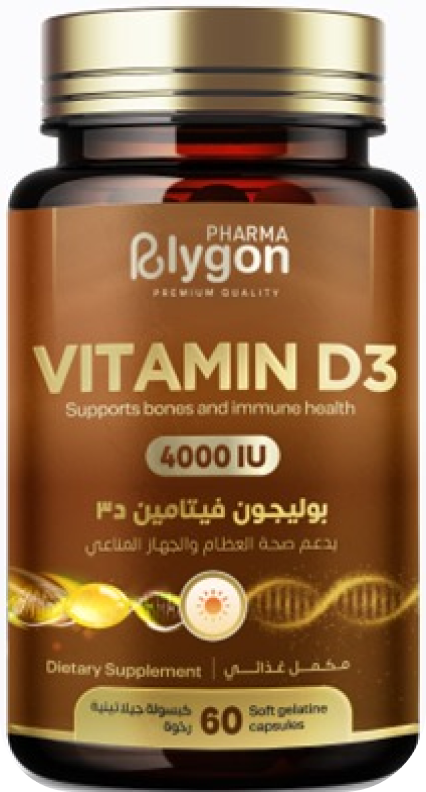 PHARMA
Blygon
PREMIUM QUALITY
VITAMIN D3
Supports bones and immune health
4000 IU
بوليجون فيتامين د٣
يدعم صحة العظام والجهاز المناعي
Dietary Supplement | مكمل غذائي
60
Soft gelatine
capsules
كبسولة جيلاتينية
رخوة